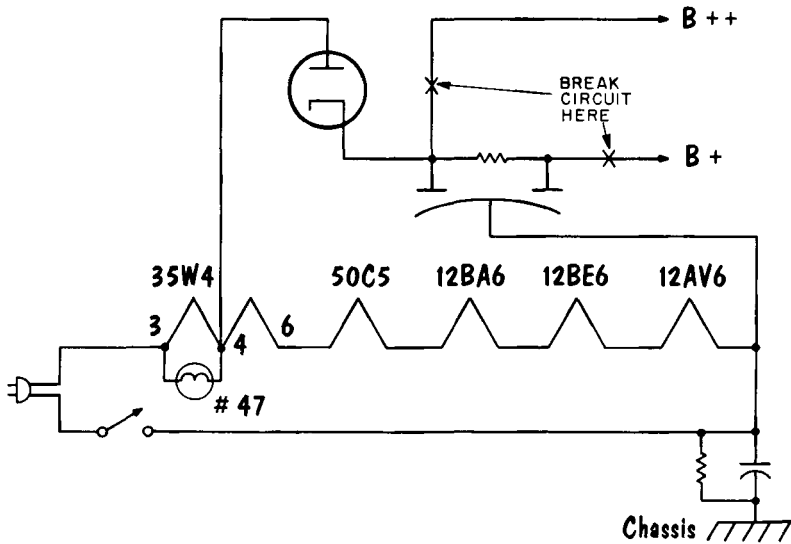 B ++
BREAK
CIRCUIT
HERE
B +
35W4
50C5
12BA6
12BE6
12AV6
3
4
6
# 47
Chassis